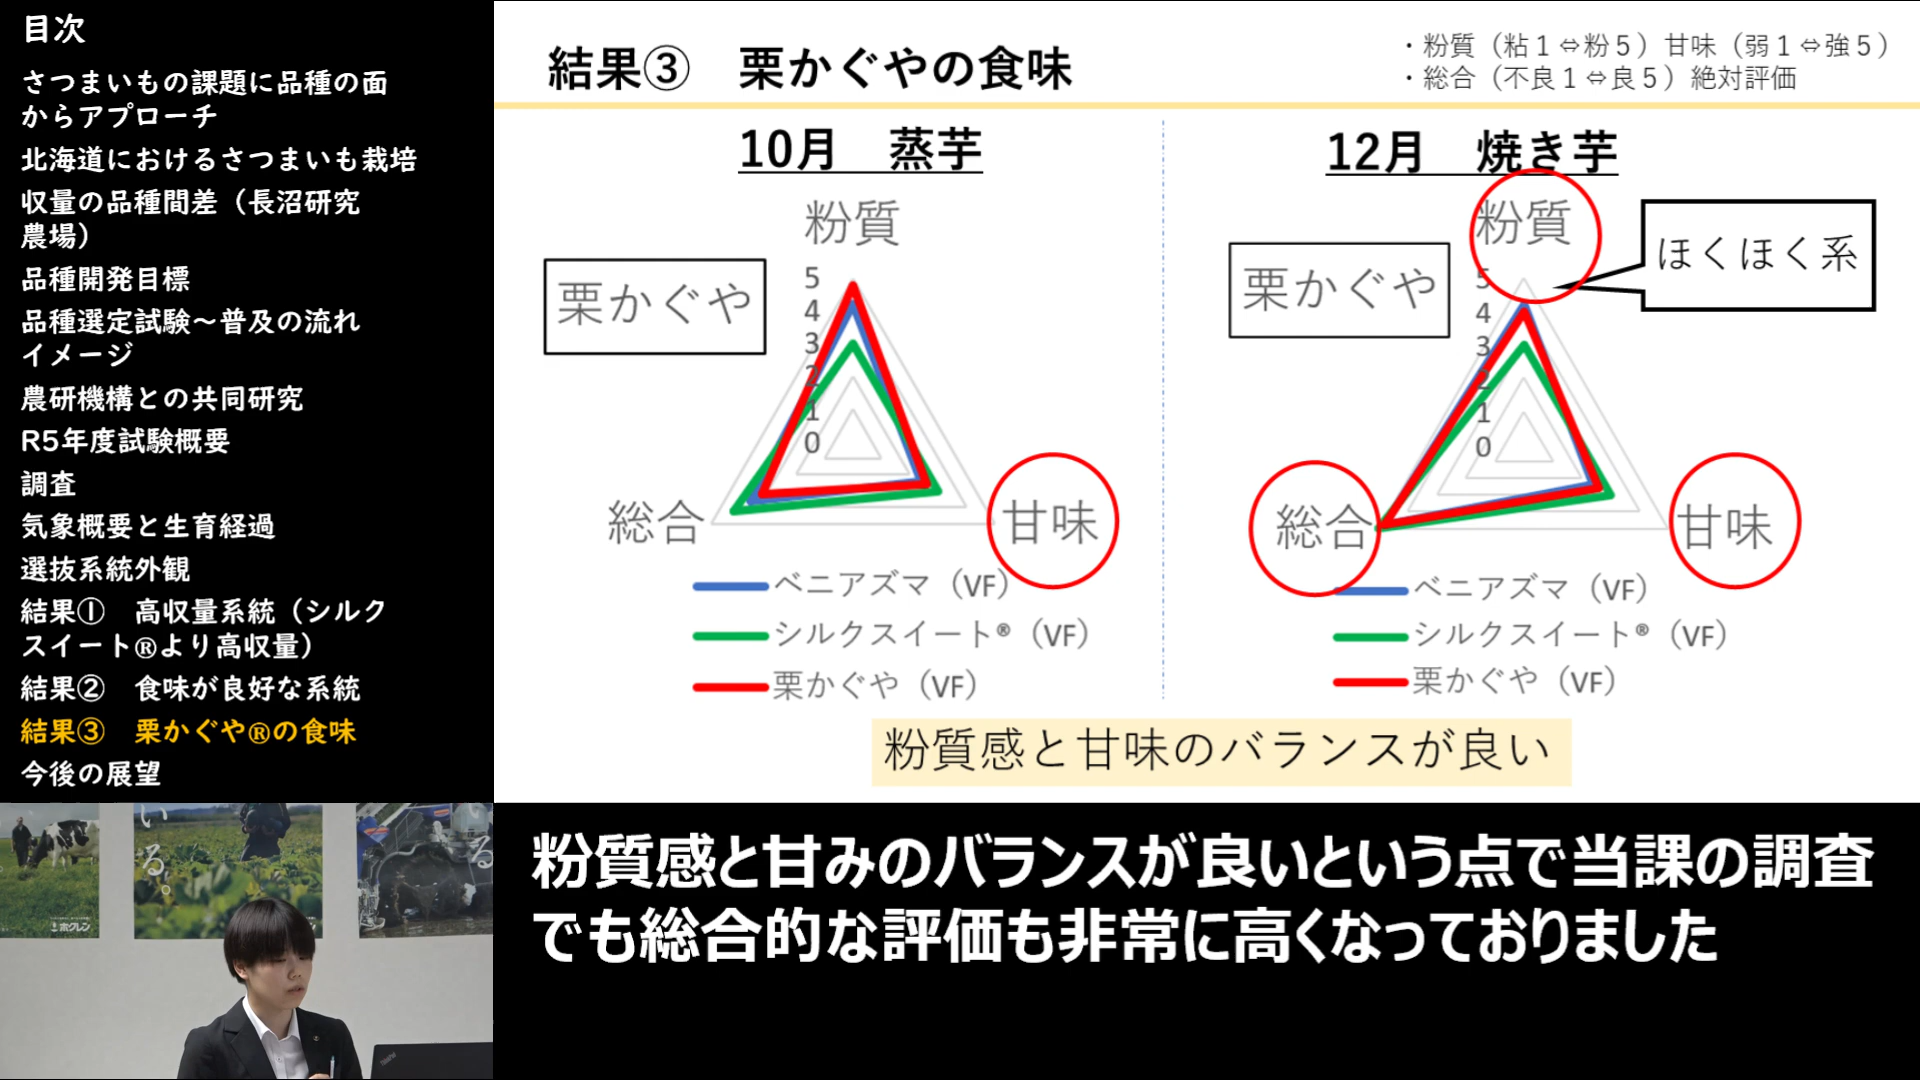 目次
さつまいもの課題に品種の面
からアプローチ
北海道におけるさつまいも栽培
収量の品種間差（長沼研究
農場）
品種開発目標
品種選定試験～普及の流れ
イメージ
農研機構との共同研究
R5年度試験概要
調査
気象概要と生育経過
選抜系統外観
結果①　高収量系統（シルク
スイート®より高収量）
結果②　食味が良好な系統
結果③　栗かぐや®の食味
今後の展望
結果③　栗かぐやの食味
・粉質（粘１⇔粉５）甘味（弱１⇔強５）
・総合（不良１⇔良５）絶対評価
10月　蒸芋
粉質
栗かぐや
5
4
3
2
1
0
総合
甘味
ベニアズマ（VF）
シルクスイート®（VF）
栗かぐや（VF）
12月　焼き芋
粉質
ほくほく系
栗かぐや
5
4
3
2
1
0
総合
甘味
ベニアズマ（VF）
シルクスイート®（VF）
栗かぐや（VF）
粉質感と甘味のバランスが良い
い
る。
る
ホクレン
ThinkPad
粉質感と甘みのバランスが良いという点で当課の調査
でも総合的な評価も非常に高くなっておりました